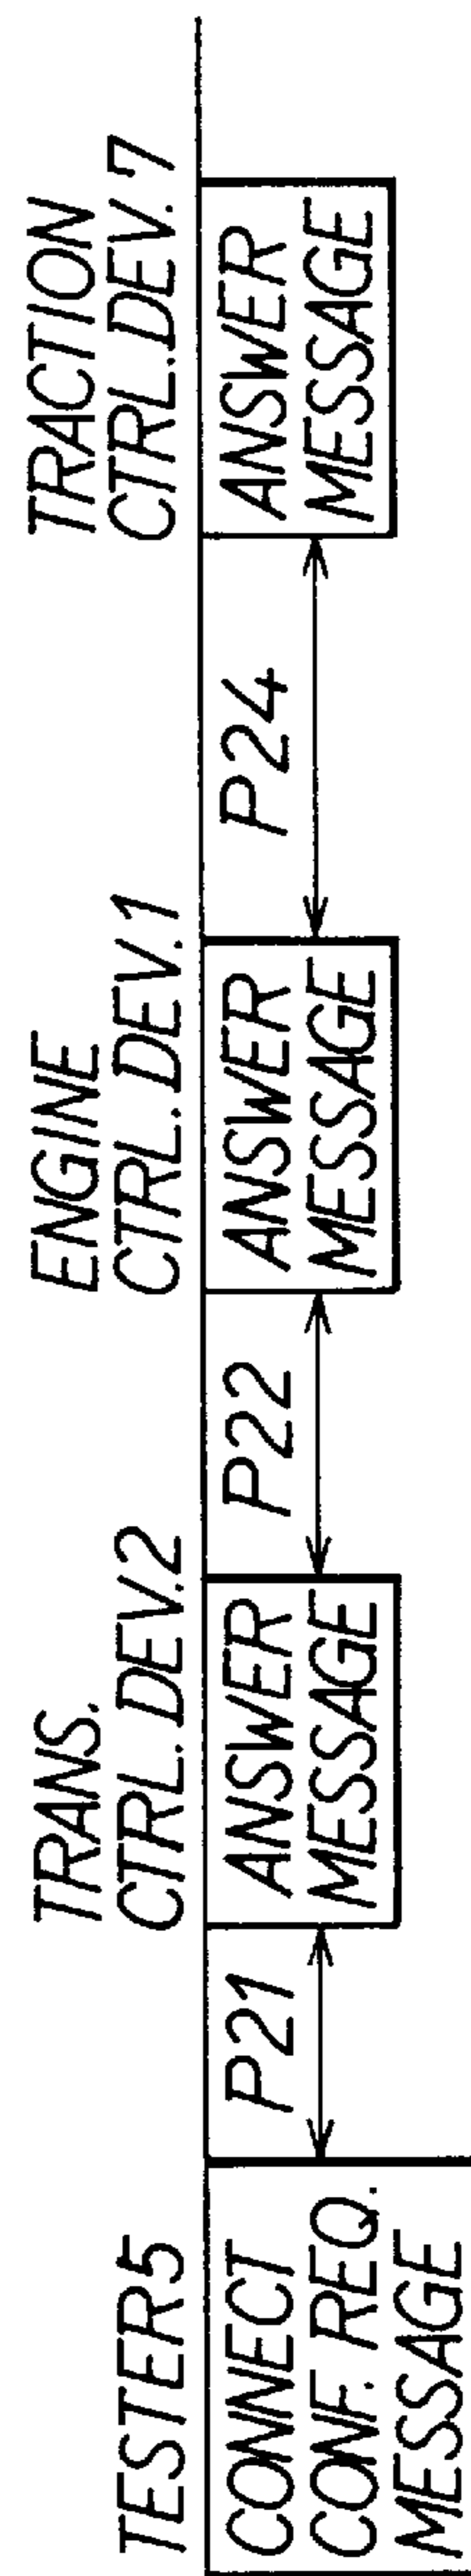 TESTER5
CONNECT
CONF. REQ.
MESSAGE
P21
TRANS.
CTRL. DEV.2
ANSWER
MESSAGE
P22
ENGINE
CTRL. DEV.1
ANSWER
MESSAGE
P24
TRACTION
CTRL.DEV.7
ANSWER
MESSAGE